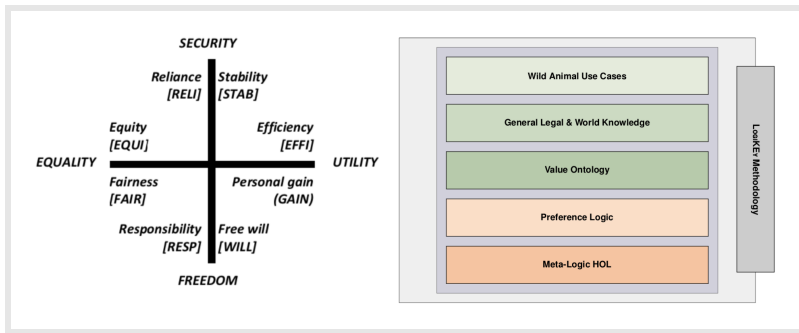 SECURITY
Reliance
[RELI]
Stability
[STAB]
Equity
[EQUI]
Efficiency
[EFFI]
EQUALITY
UTILITY
Fairness
[FAIR]
Personal gain
(GAIN)
Responsibility
[RESP]
Free will
[WILL]
FREEDOM
Wild Animal Use Cases
General Legal & World Knowledge
Value Ontology
Preference Logic
Meta-Logic HOL
LogiKEy Methodology